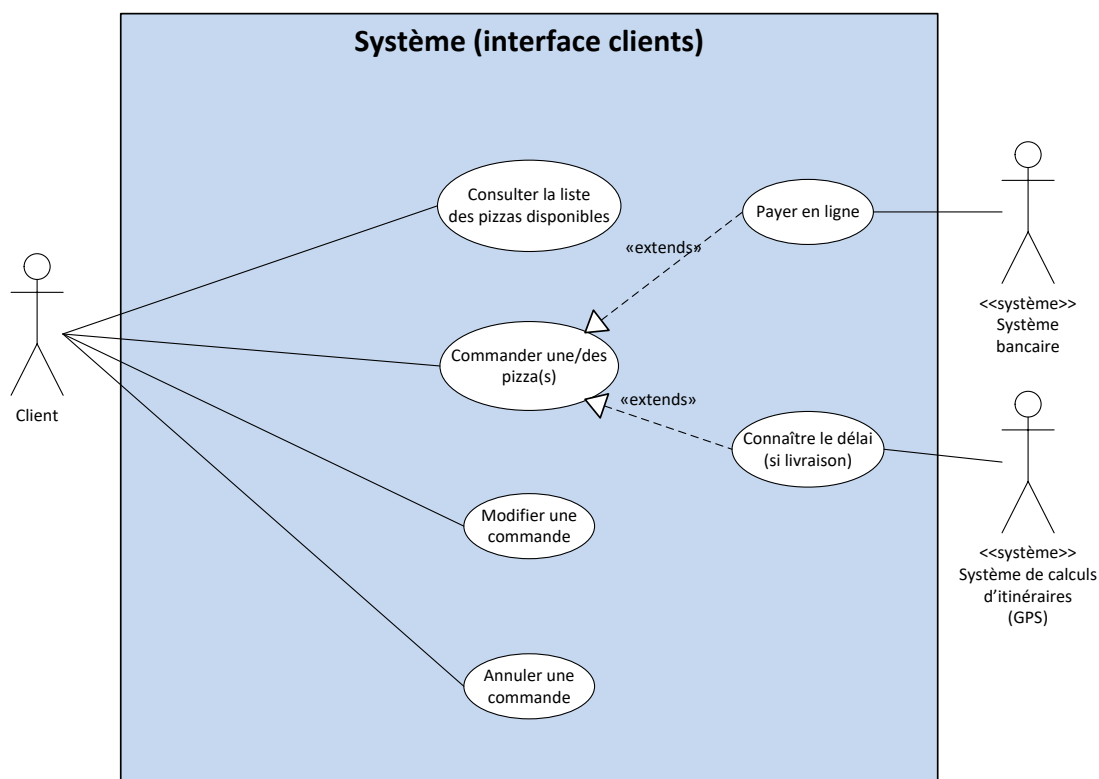 Système (interface clients)
Consulter la liste
des pizzas disponibles
Payer en ligne
«extends»
<<système>>
Système
bancaire
Client
Commander une/des
pizza(s)
«extends»
Connaître le délai
(si livraison)
<<système>>
Système de calculs
d'itinéraires
(GPS)
Modifier une
commande
Annuler une
commande